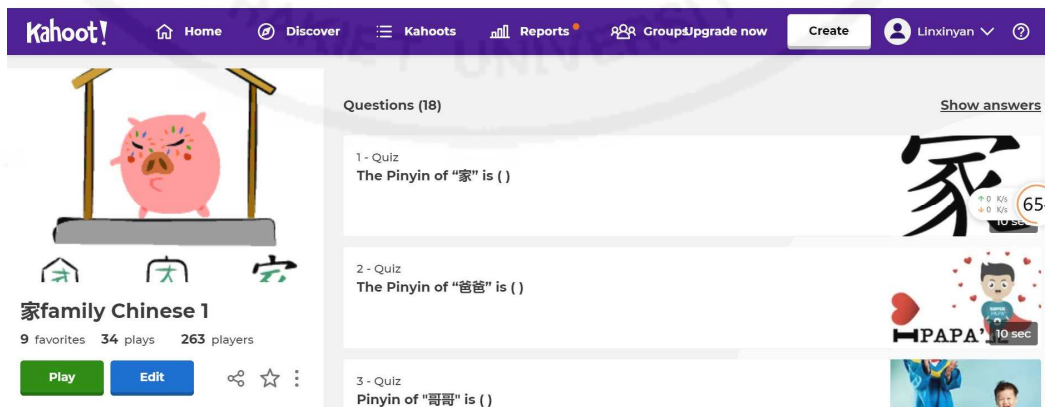 Kahoot! Home Discover Kahoots Reports Groups Upgrade now Create Linxinyan
Questions (18) Show answers
1 - Quiz
The Pinyin of “家” is ( )
家
↑ 0 K/s
↓ 0 K/s
10 sec
2 - Quiz
The Pinyin of “爸爸” is ( )
PAPA'
10 sec
3 - Quiz
Pinyin of "哥哥" is ( )
家family Chinese 1
9 favorites 34 plays 263 players
Play Edit